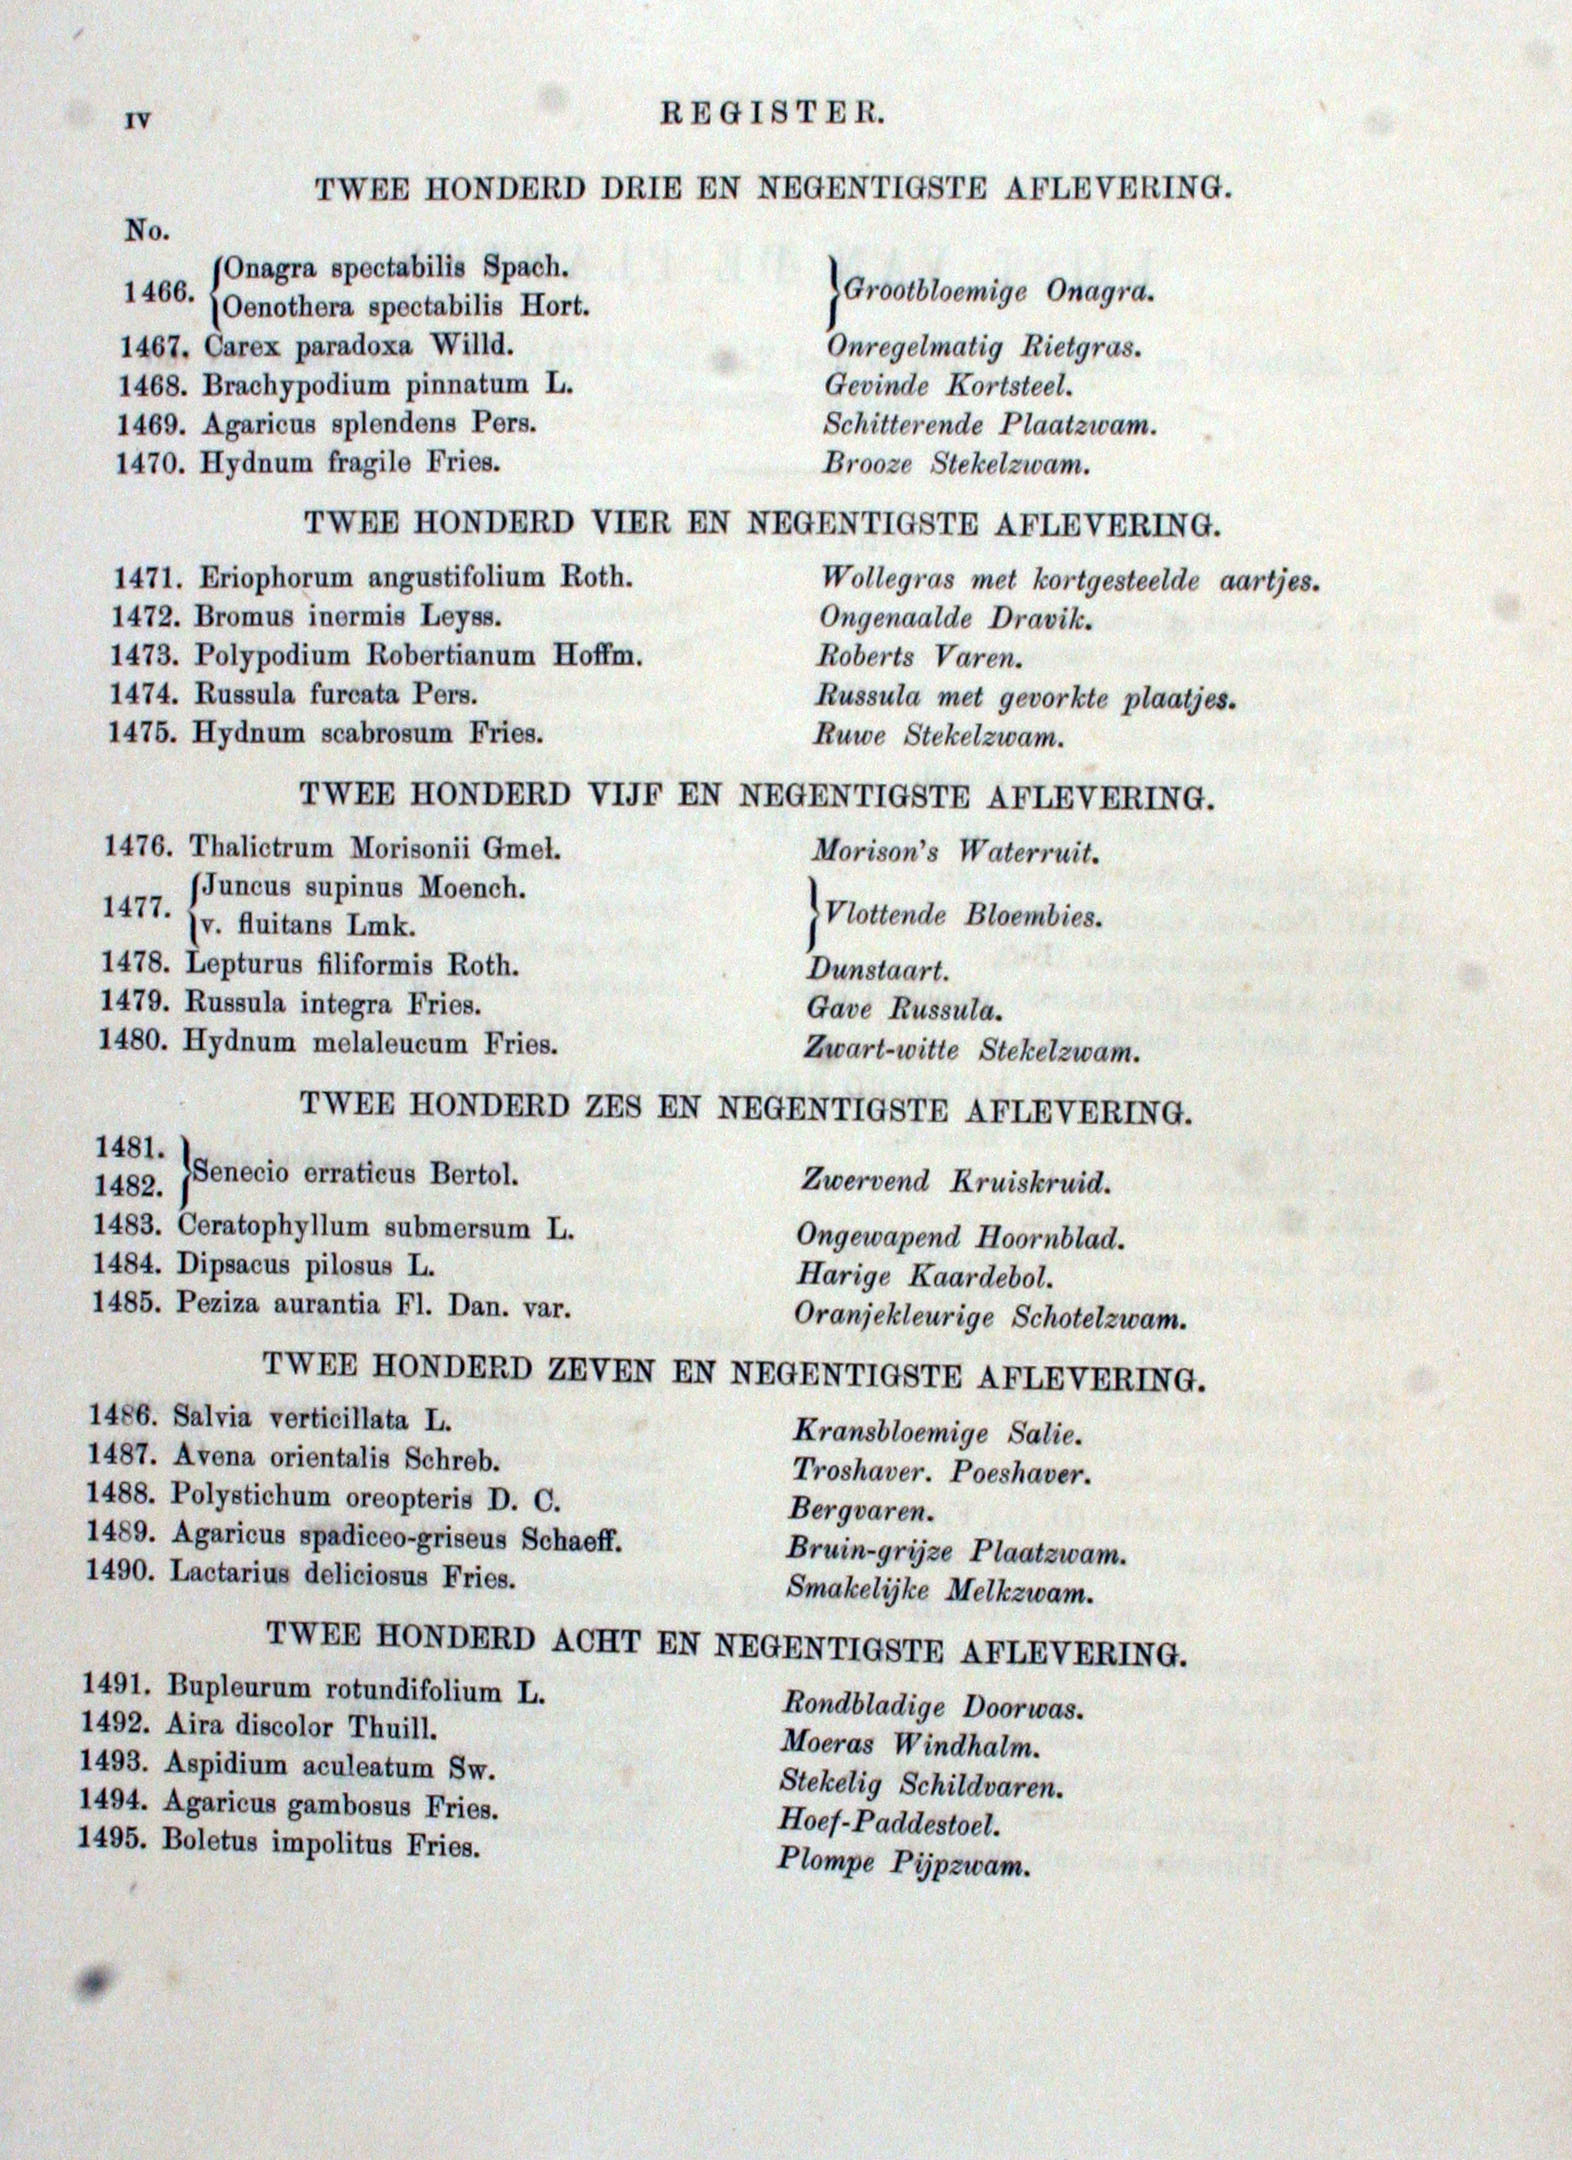 IV
REGISTER.
TWEE HONDERD DRIE EN NEGENTIGSTE AFLEVERING.
No.
1466. {Onagra spectabilis Spach.
{Oenothera spectabilis Hort. }Grootbloemige Onagra.
1467. Carex paradoxa Willd. Onregelmatig Rietgras.
1468. Brachypodium pinnatum L. Gevinde Kortsteel.
1469. Agaricus splendens Pers. Schitterende Plaatzwam.
1470. Hydnum fragile Fries. Brooze Stekelzwam.
TWEE HONDERD VIER EN NEGENTIGSTE AFLEVERING.
1471. Eriophorum angustifolium Roth. Wollegras met kortgesteelde aartjes.
1472. Bromus inermis Leyss. Ongenaalde Dravik.
1473. Polypodium Robertianum Hoffm. Roberts Varen.
1474. Russula furcata Pers. Russula met gevorkte plaatjes.
1475. Hydnum scabrosum Fries. Ruwe Stekelzwam.
TWEE HONDERD VIJF EN NEGENTIGSTE AFLEVERING.
1476. Thalictrum Morisonii Gmel. Morison's Waterruit.
1477. {Juncus supinus Moench.
{v. fluitans Lmk. }Vlottende Bloembies.
1478. Lepturus filiformis Roth. Dunstaart.
1479. Russula integra Fries. Gave Russula.
1480. Hydnum melaleucum Fries. Zwart-witte Stekelzwam.
TWEE HONDERD ZES EN NEGENTIGSTE AFLEVERING.
1481.
1482. }Senecio erraticus Bertol. Zwervend Kruiskruid.
1483. Ceratophyllum submersum L. Ongewapend Hoornblad.
1484. Dipsacus pilosus L. Harige Kaardebol.
1485. Peziza aurantia Fl. Dan. var. Oranjekleurige Schotelzwam.
TWEE HONDERD ZEVEN EN NEGENTIGSTE AFLEVERING.
1486. Salvia verticillata L. Kransbloemige Salie.
1487. Avena orientalis Schreb. Troshaver. Poeshaver.
1488. Polystichum oreopteris D. C. Bergvaren.
1489. Agaricus spadiceo-griseus Schaeff. Bruin-grijze Plaatzwam.
1490. Lactarius deliciosus Fries. Smakelijke Melkzwam.
TWEE HONDERD ACHT EN NEGENTIGSTE AFLEVERING.
1491. Bupleurum rotundifolium L. Rondbladige Doorwas.
1492. Aira discolor Thuill. Moeras Windhalm.
1493. Aspidium aculeatum Sw. Stekelig Schildvaren.
1494. Agaricus gambosus Fries. Hoef-Paddestoel.
1495. Boletus impolitus Fries. Plompe Pijpzwam.